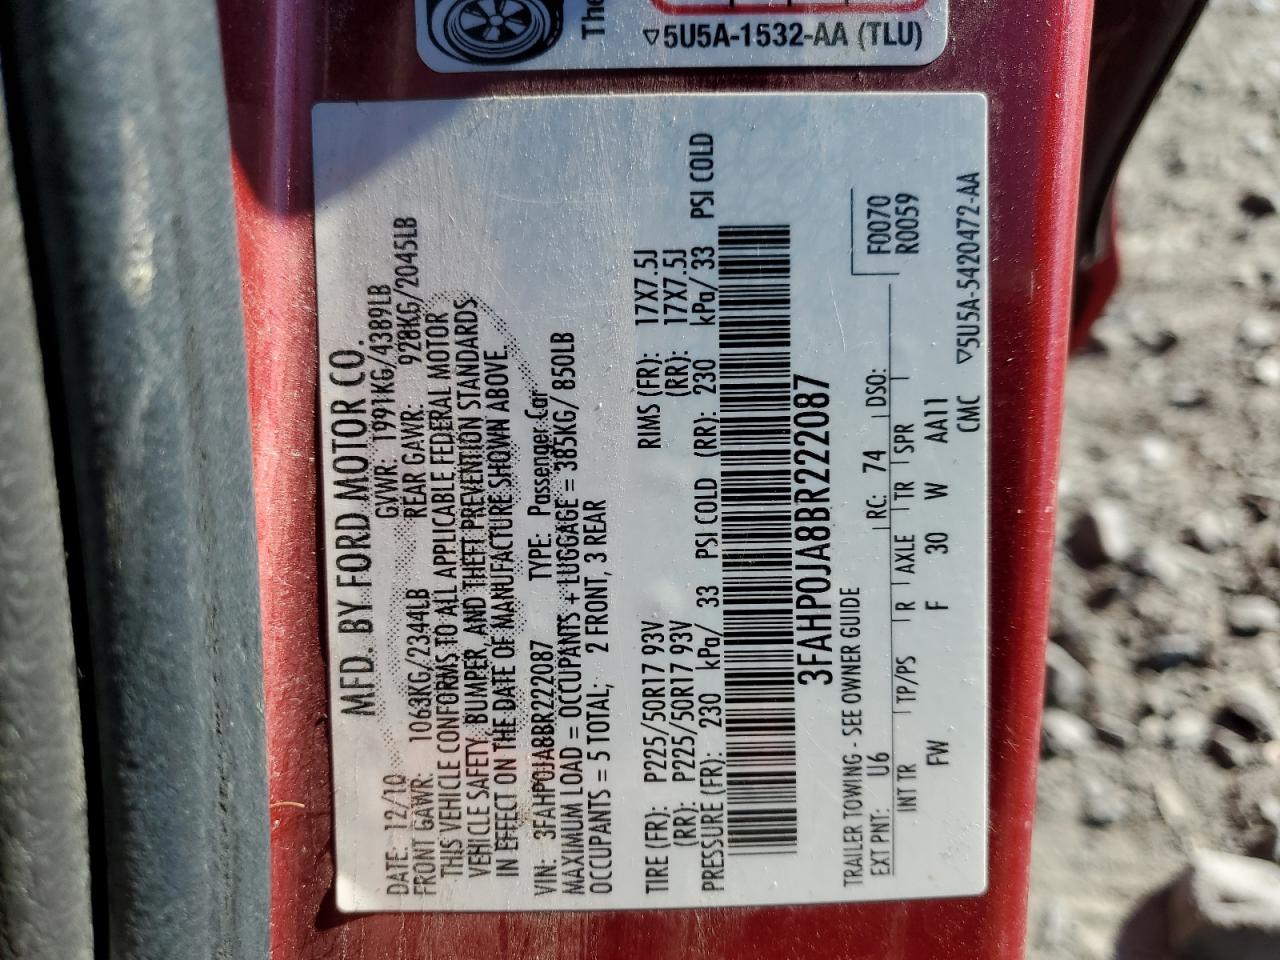 The
▽5U5A-1532-AA (TLU)
MFD. BY FORD MOTOR CO.
DATE: 12/10 GVWR: 1991KG/4389LB
FRONT GAWR: 1063KG/2344LB REAR GAWR: 928KG/2045LB
THIS VEHICLE CONFORMS TO ALL APPLICABLE FEDERAL MOTOR
VEHICLE SAFETY, BUMPER, AND THEFT PREVENTION STANDARDS
IN EFFECT ON THE DATE OF MANUFACTURE SHOWN ABOVE.
VIN: 3FAHP0JA8BR222087 TYPE: Passenger Car
MAXIMUM LOAD = OCCUPANTS + LUGGAGE = 385KG/ 850LB
OCCUPANTS = 5 TOTAL, 2 FRONT, 3 REAR
TIRE (FR): P225/50R17 93V RIMS (FR): 17X7.5J
(RR): P225/50R17 93V (RR): 17X7.5J
PRESSURE (FR): 230 kPa/ 33 PSI COLD (RR): 230 kPa/ 33 PSI COLD
3FAHP0JA8BR222087
TRAILER TOWING - SEE OWNER GUIDE F0070
EXT PNT: U6 RC: 74 DSO: R0059
INT TR TP/PS R AXLE TR SPR
FW F 30 W AA11
CMC ▽5U5A-5420472-AA